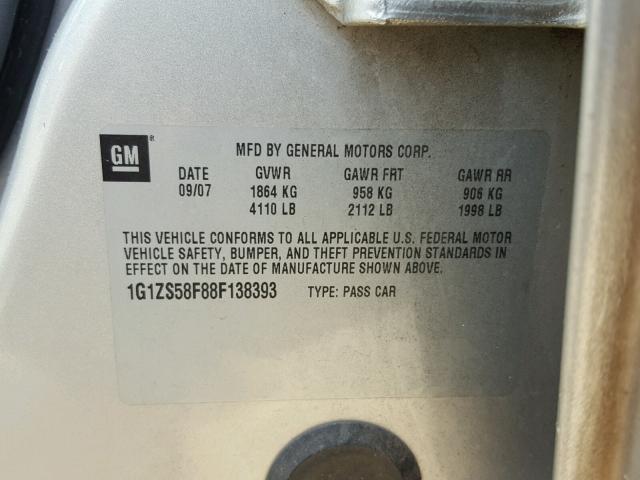 GM ®
MFD BY GENERAL MOTORS CORP.
DATE GVWR GAWR FRT GAWR RR
09/07 1864 KG 958 KG 906 KG
4110 LB 2112 LB 1998 LB
THIS VEHICLE CONFORMS TO ALL APPLICABLE U.S. FEDERAL MOTOR
VEHICLE SAFETY, BUMPER, AND THEFT PREVENTION STANDARDS IN
EFFECT ON THE DATE OF MANUFACTURE SHOWN ABOVE.
1G1ZS58F88F138393 TYPE: PASS CAR